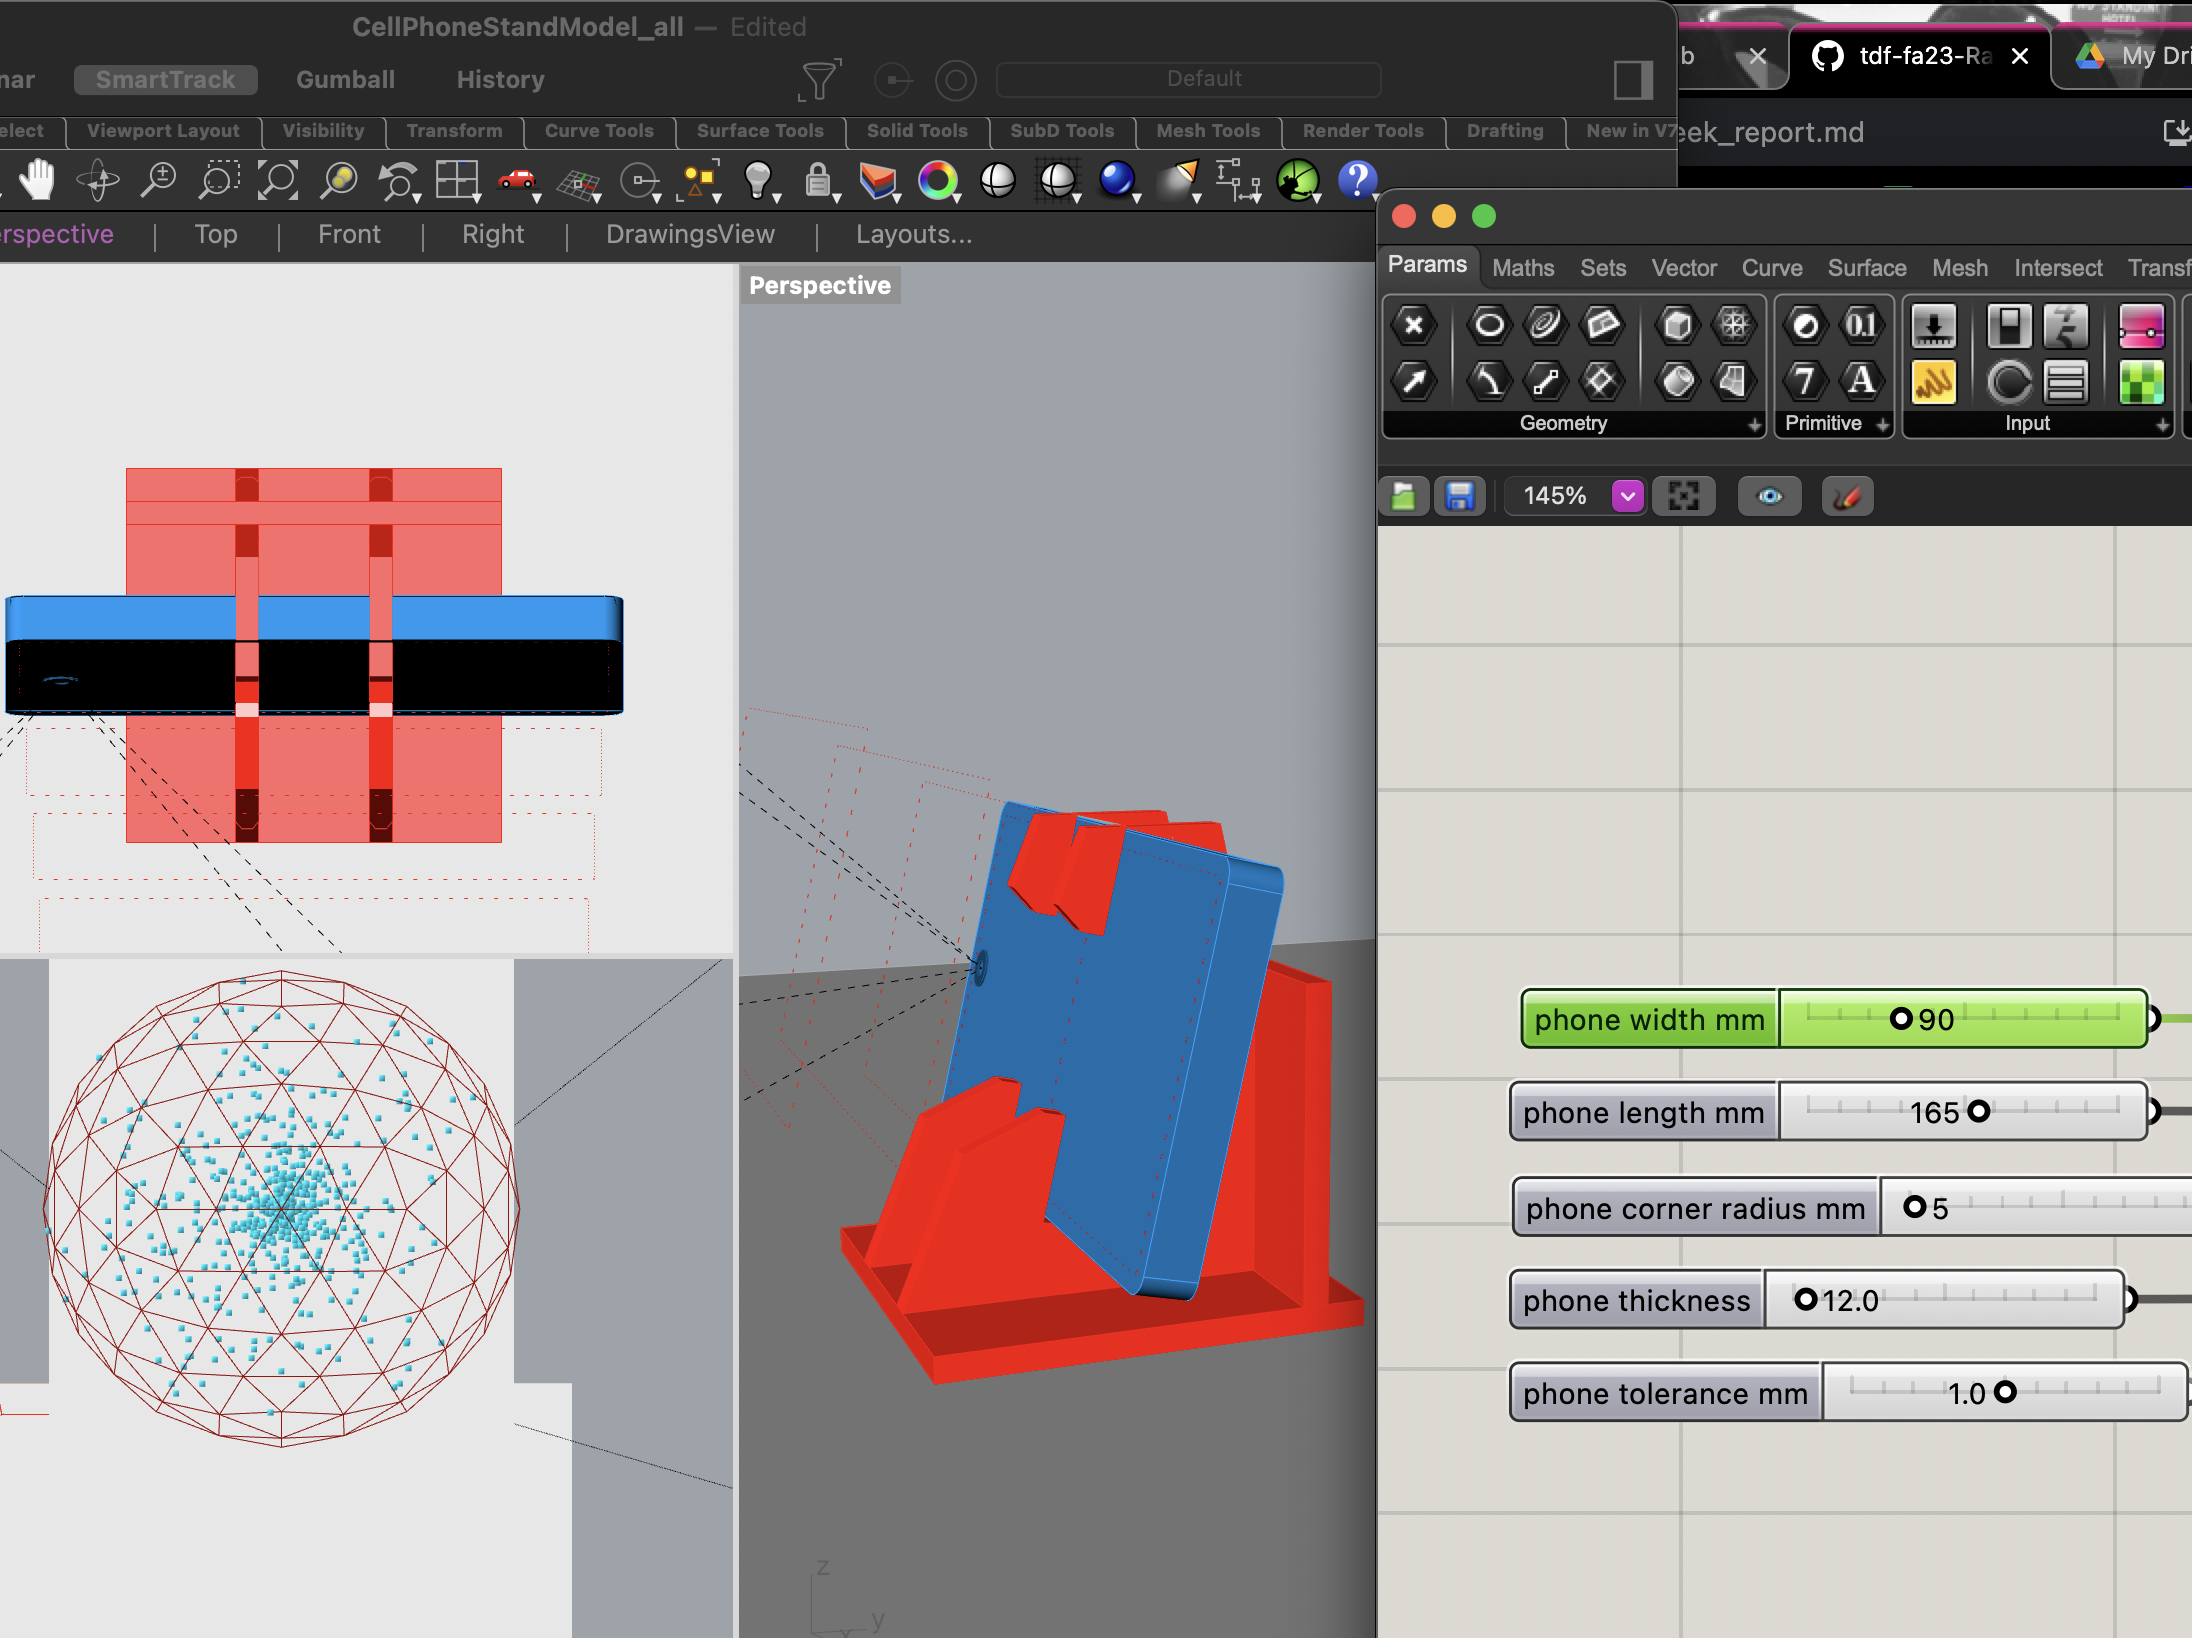 CellPhoneStandModel_all — Edited
nar SmartTrack Gumball History Default
elect Viewport Layout Visibility Transform Curve Tools Surface Tools Solid Tools SubD Tools Mesh Tools Render Tools Drafting New in V7
erspective | Top | Front | Right | DrawingsView | Layouts...
Perspective
z
y
x
b
tdf-fa23-Ra
My Dri
eek_report.md
Params Maths Sets Vector Curve Surface Mesh Intersect Transf
0.1
7 A
Geometry Primitive Input
145%
phone width mm 90
phone length mm 165
phone corner radius mm 5
phone thickness 12.0
phone tolerance mm 1.0